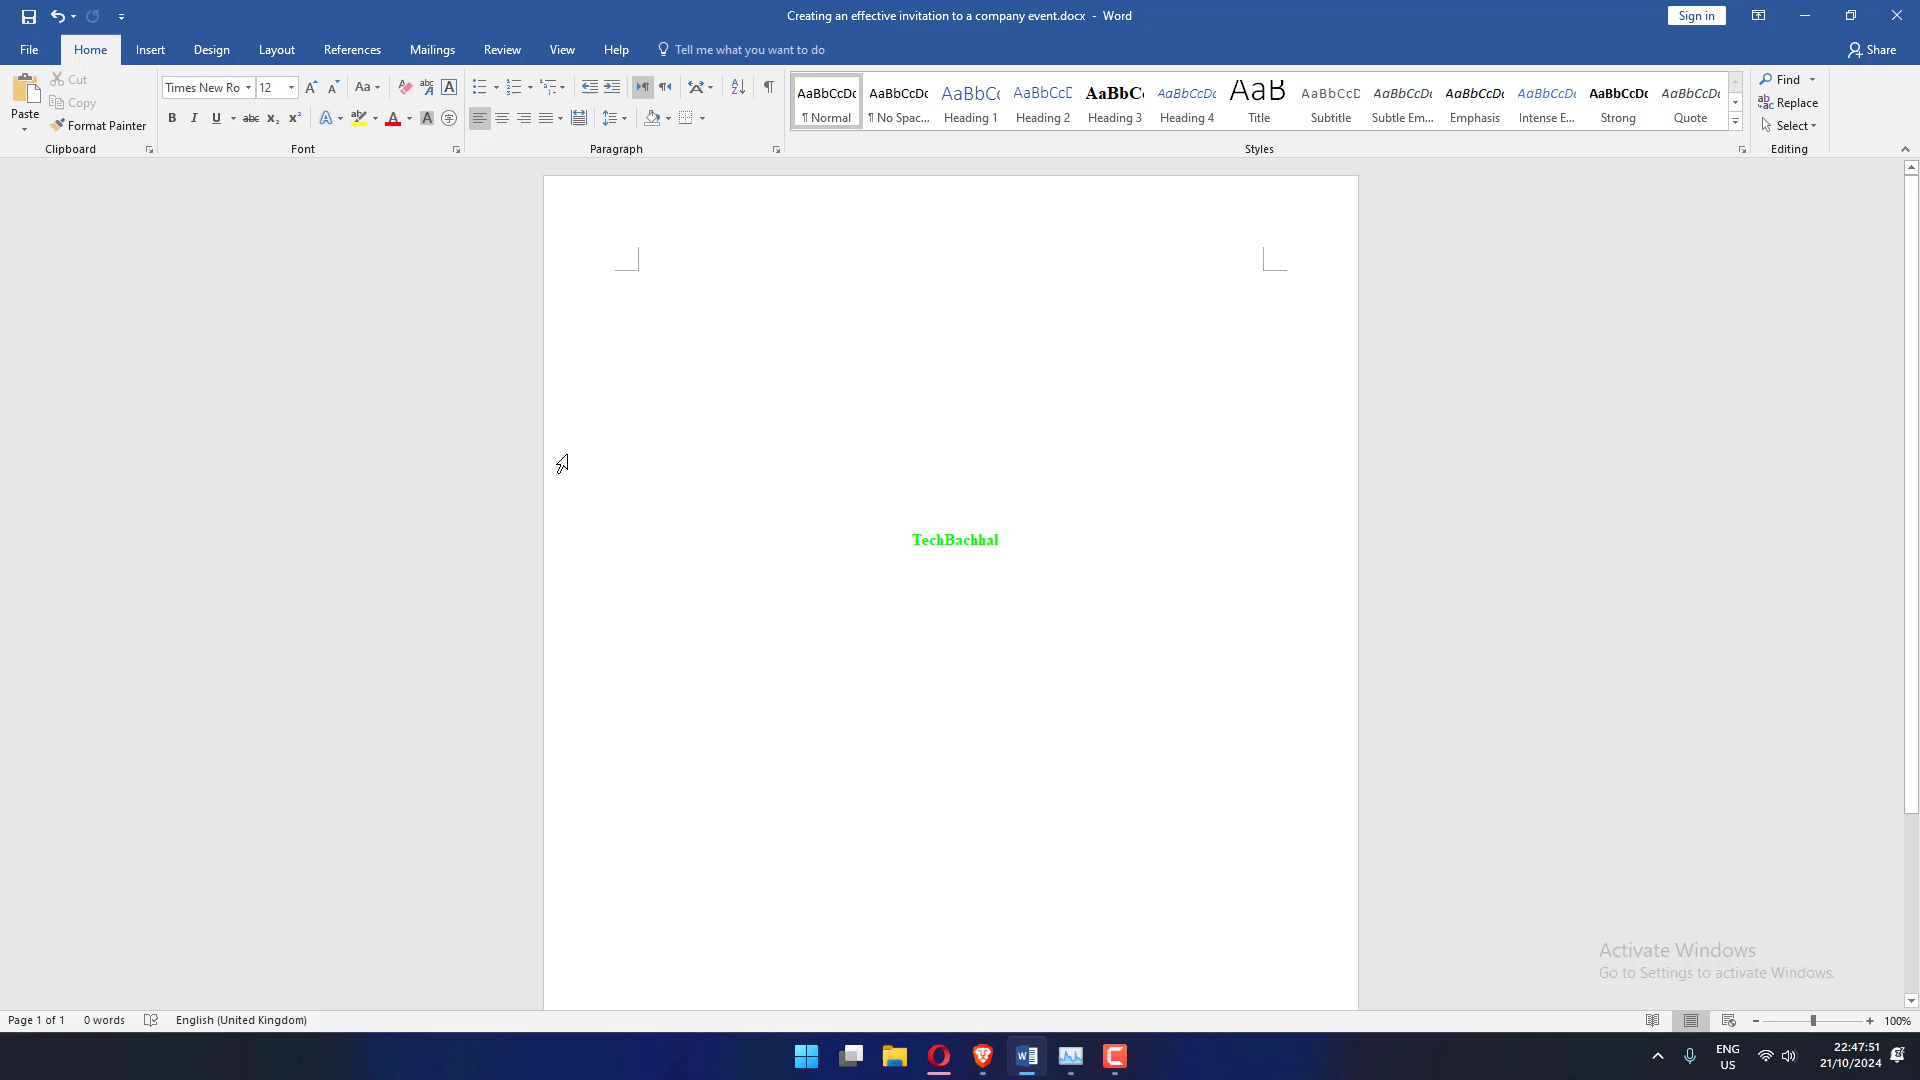 Creating an effective invitation to a company event.docx - Word
Sign in
File Home Insert Design Layout References Mailings Review View Help Tell me what you want to do
Share
Paste
Cut
Copy
Format Painter
Clipboard
Times New Ro 12
Font
Paragraph
AaBbCcDc AaBbCcDc AaBbCc AaBbCcD AaBbC AaBbCcDc AaB AaBbCcD AaBbCcDc AaBbCcDc AaBbCcDc AaBbCcDc AaBbCcDc
¶ Normal ¶ No Spac... Heading 1 Heading 2 Heading 3 Heading 4 Title Subtitle Subtle Em... Emphasis Intense E... Strong Quote
Styles
Find
Replace
Select
Editing
TechBachhal
Activate Windows
Go to Settings to activate Windows.
Page 1 of 1 0 words English (United Kingdom)
100%
ENG
US
22:47:51
21/10/2024